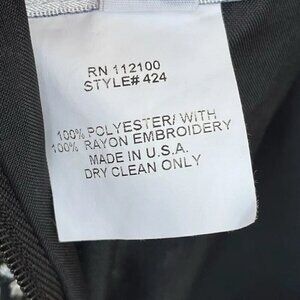 RN 112100
STYLE# 424
100% POLYESTER/ WITH
100% RAYON EMBROIDERY
MADE IN U.S.A.
DRY CLEAN ONLY